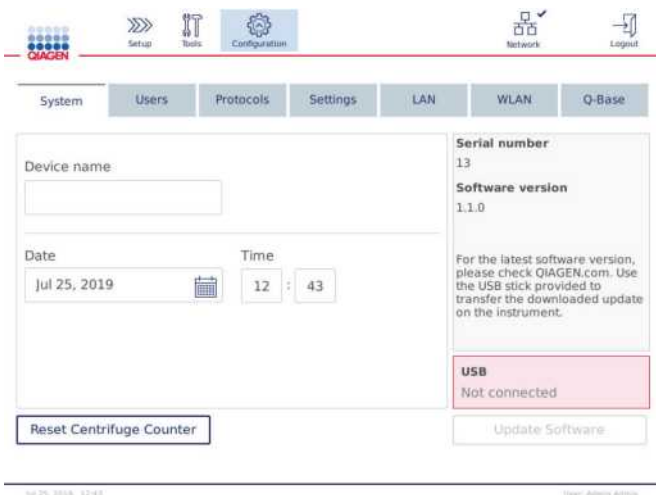 QIAGEN
Setup
Tools
Configuration
Network
Logout
System
Users
Protocols
Settings
LAN
WLAN
Q-Base
Device name
Date
Time
Jul 25, 2019
12 : 43
Serial number
13
Software version
1.1.0
For the latest software version,
please check QIAGEN.com. Use
the USB stick provided to
transfer the downloaded update
on the instrument.
USB
Not connected
Reset Centrifuge Counter
Update Software